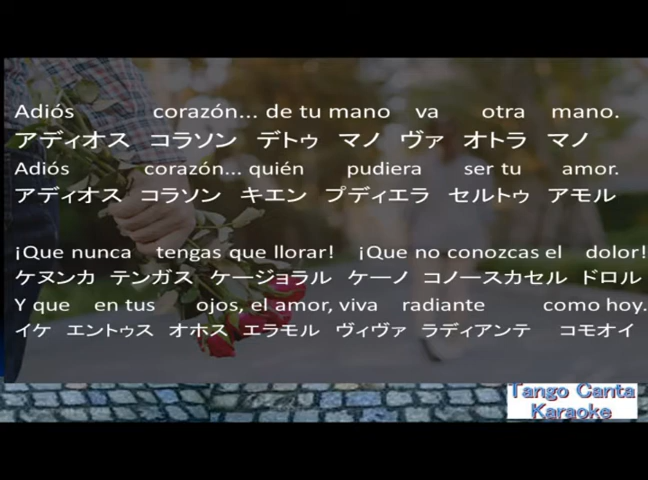 Adiós corazón... de tu mano va otra mano.
アディオス コラソン デトゥ マノ ヴァ オトラ マノ
Adiós corazón... quién pudiera ser tu amor.
アディオス コラソン キエン プディエラ セルトゥ アモル
¡Que nunca tengas que llorar! ¡Que no conozcas el dolor!
ケヌンカ テンガス ケージョラル ケーノ コノースカセル ドロル
Y que en tus ojos, el amor, viva radiante como hoy.
イケ エントゥス オホス エラモル ヴィヴァ ラディアンテ コモオイ
Tango Canta
Karaoke